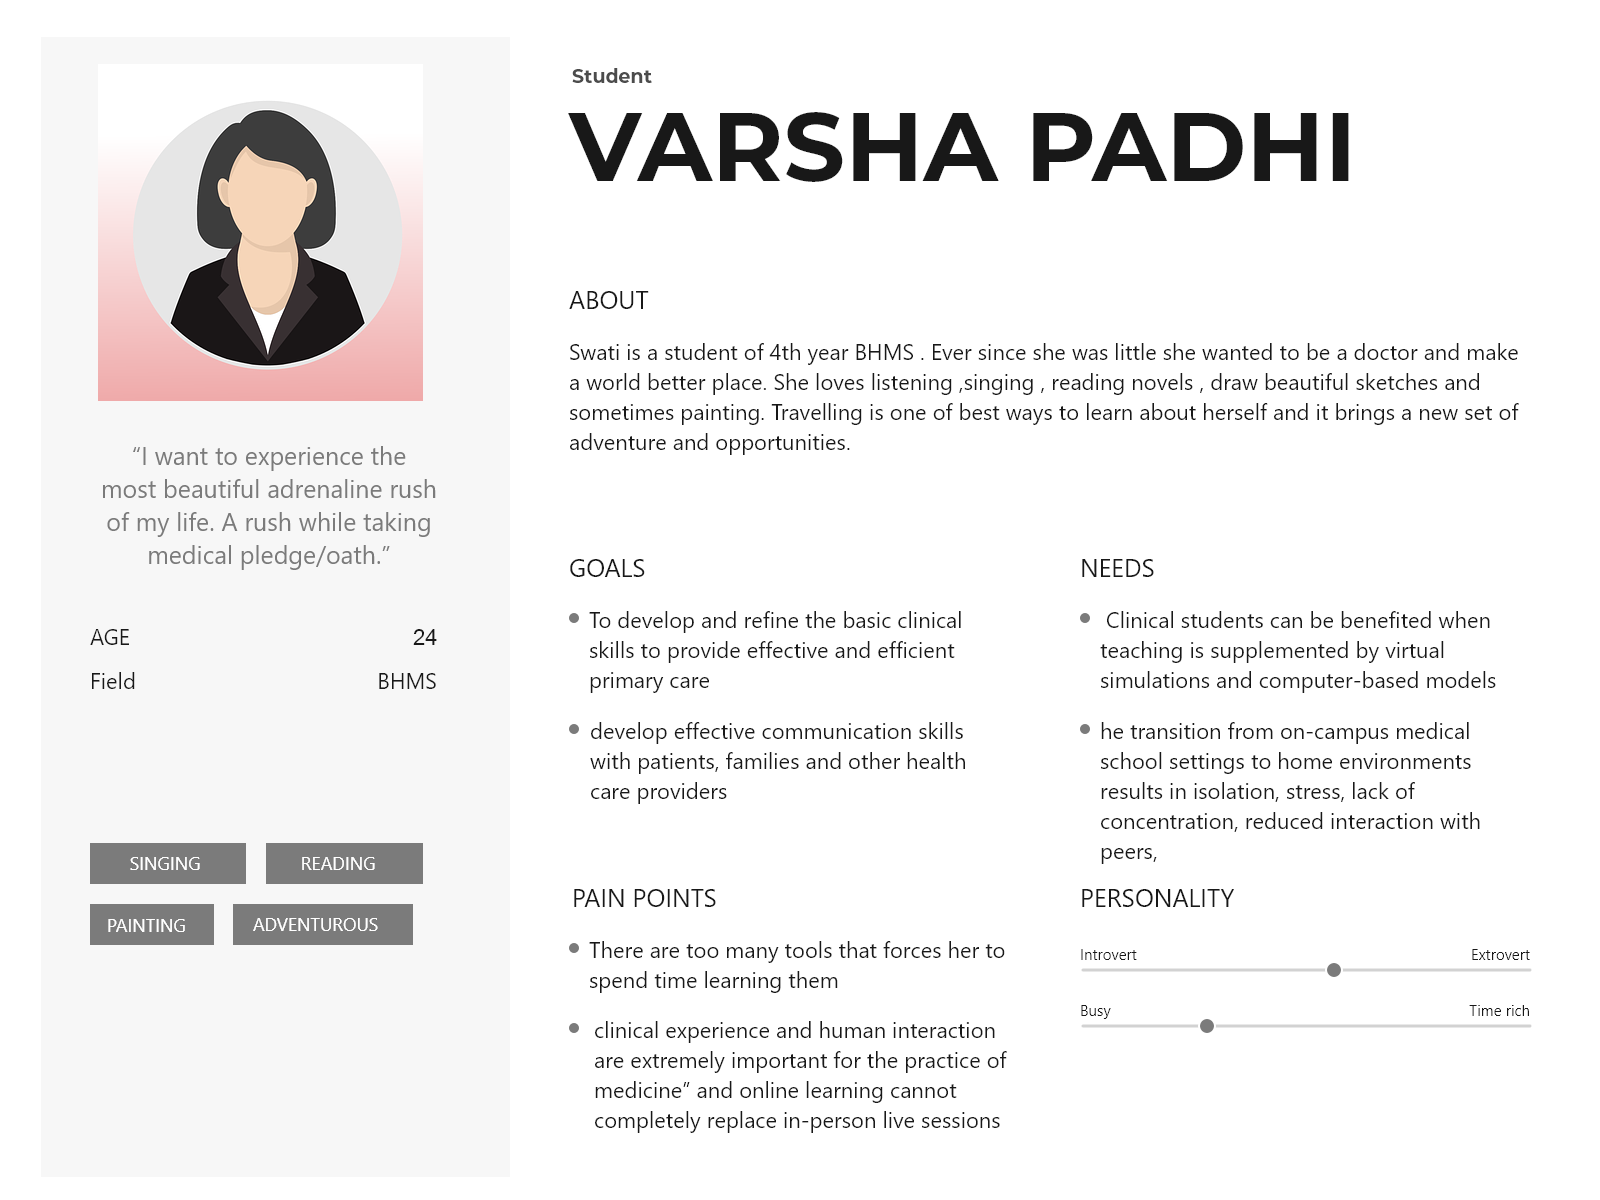 Student
VARSHA PADHI
“I want to experience the
most beautiful adrenaline rush
of my life. A rush while taking
medical pledge/oath.”
AGE 24
Field BHMS
SINGING READING
PAINTING ADVENTUROUS
ABOUT
Swati is a student of 4th year BHMS . Ever since she was little she wanted to be a doctor and make
a world better place. She loves listening ,singing , reading novels , draw beautiful sketches and
sometimes painting. Travelling is one of best ways to learn about herself and it brings a new set of
adventure and opportunities.
GOALS
To develop and refine the basic clinical
skills to provide effective and efficient
primary care
develop effective communication skills
with patients, families and other health
care providers
NEEDS
Clinical students can be benefited when
teaching is supplemented by virtual
simulations and computer-based models
he transition from on-campus medical
school settings to home environments
results in isolation, stress, lack of
concentration, reduced interaction with
peers,
PAIN POINTS
There are too many tools that forces her to
spend time learning them
clinical experience and human interaction
are extremely important for the practice of
medicine” and online learning cannot
completely replace in-person live sessions
PERSONALITY
Introvert Extrovert
Busy Time rich